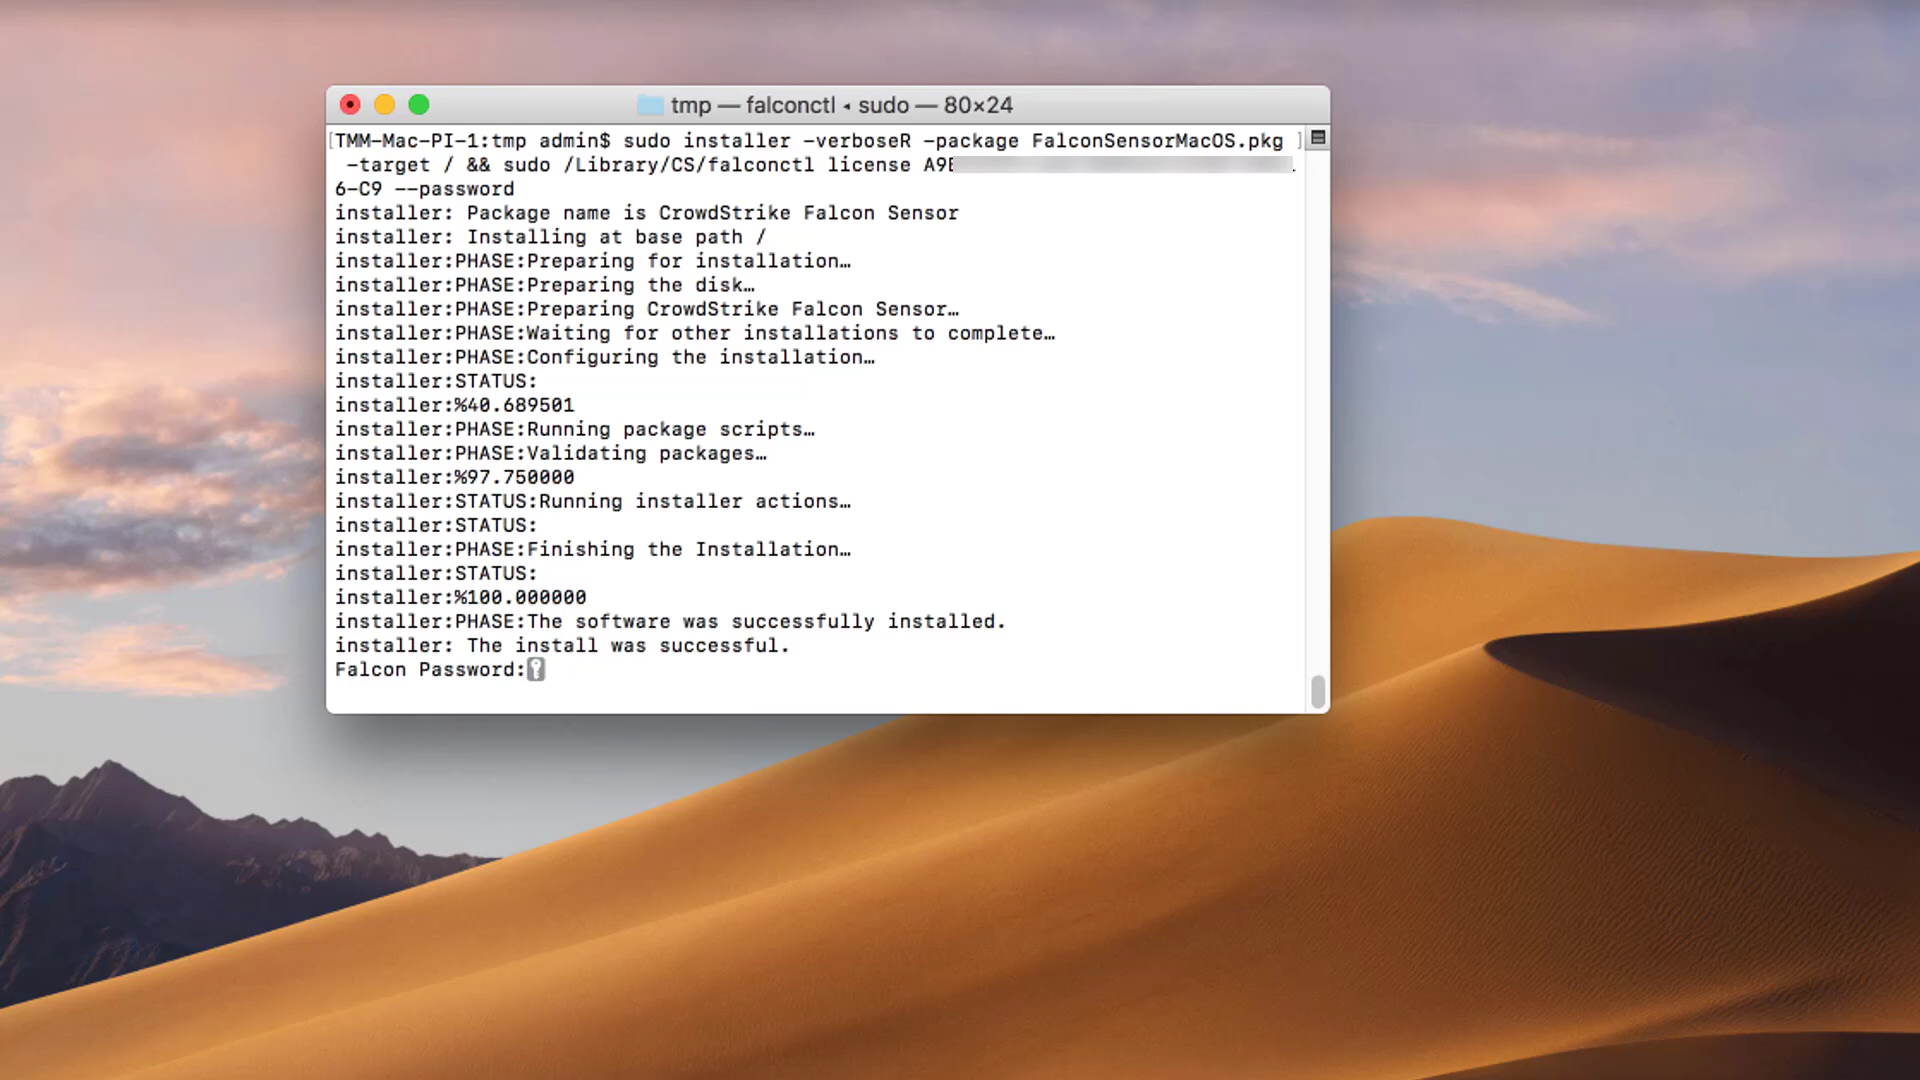 tmp — falconctl ◂ sudo — 80×24
[TMM-Mac-PI-1:tmp admin$ sudo installer -verboseR -package FalconSensorMacOS.pkg ]
-target / && sudo /Library/CS/falconctl license A9
6-C9 --password
installer: Package name is CrowdStrike Falcon Sensor
installer: Installing at base path /
installer:PHASE:Preparing for installation…
installer:PHASE:Preparing the disk…
installer:PHASE:Preparing CrowdStrike Falcon Sensor…
installer:PHASE:Waiting for other installations to complete…
installer:PHASE:Configuring the installation…
installer:STATUS:
installer:%40.689501
installer:PHASE:Running package scripts…
installer:PHASE:Validating packages…
installer:%97.750000
installer:STATUS:Running installer actions…
installer:STATUS:
installer:PHASE:Finishing the Installation…
installer:STATUS:
installer:%100.000000
installer:PHASE:The software was successfully installed.
installer: The install was successful.
Falcon Password: